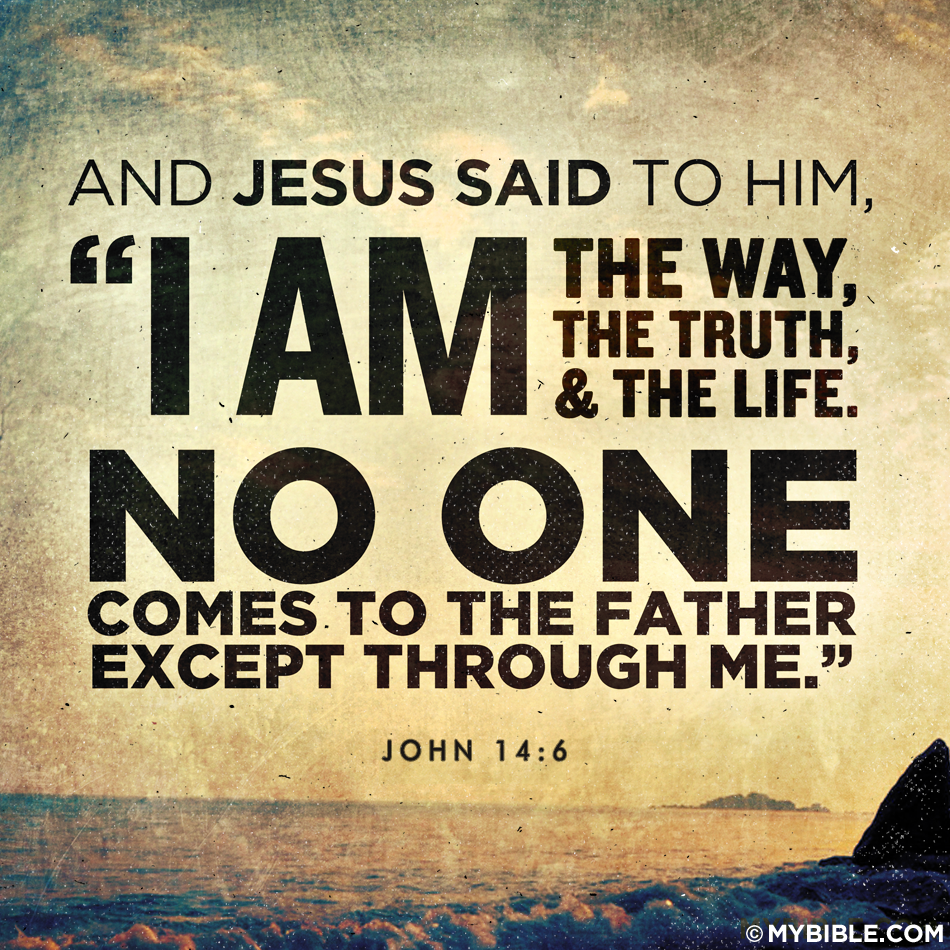 AND JESUS SAID TO HIM,
“I AM
THE WAY,
THE TRUTH,
& THE LIFE.
NO ONE
COMES TO THE FATHER
EXCEPT THROUGH ME.”
JOHN 14:6
© MYBIBLE.COM